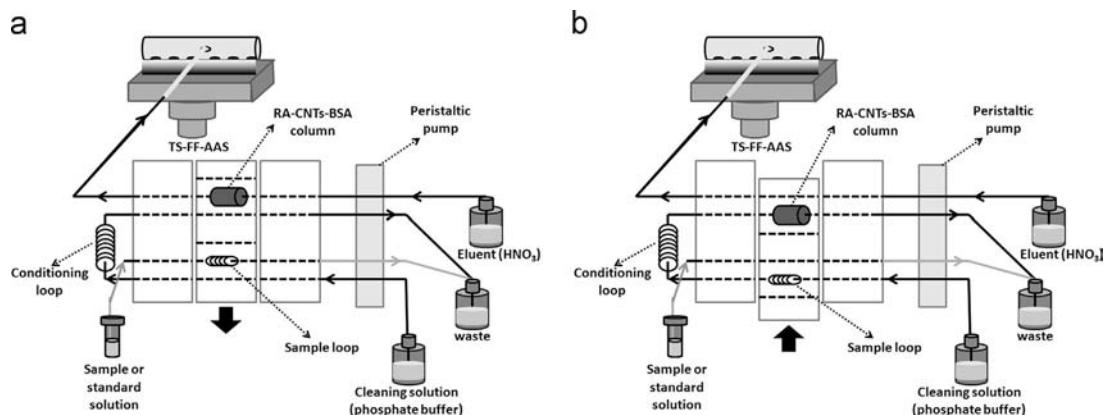 a
RA-CNTs-BSA
column
Peristaltic
pump
TS-FF-AAS
Eluent (HNO₃)
Conditioning
loop
waste
Sample loop
Sample or
standard
solution
Cleaning solution
(phosphate buffer)
b
RA-CNTs-BSA
column
Peristaltic
pump
TS-FF-AAS
Eluent (HNO₃)
Conditioning
loop
waste
Sample loop
Sample or
standard
solution
Cleaning solution
(phosphate buffer)